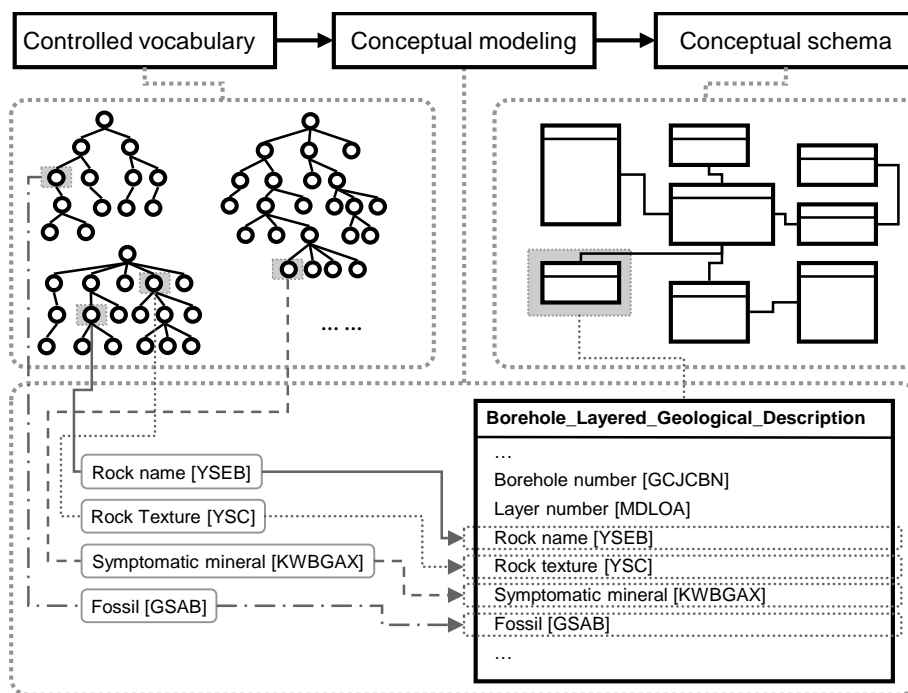 Controlled vocabulary
Conceptual modeling
Conceptual schema
... ...
Borehole_Layered_Geological_Description
…
Borehole number [GCJCBN]
Layer number [MDLOA]
Rock name [YSEB]
Rock texture [YSC]
Symptomatic mineral [KWBGAX]
Fossil [GSAB]
…
Rock name [YSEB]
Rock Texture [YSC]
Symptomatic mineral [KWBGAX]
Fossil [GSAB]